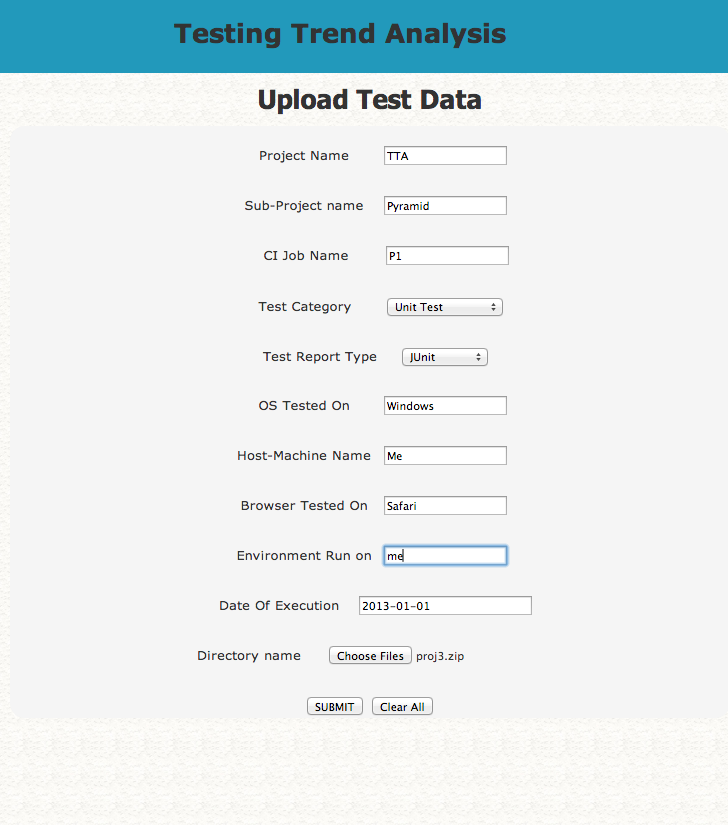 Testing Trend Analysis
Upload Test Data
Project Name TTA
Sub-Project name Pyramid
CI Job Name P1
Test Category Unit Test
Test Report Type JUnit
OS Tested On Windows
Host-Machine Name Me
Browser Tested On Safari
Environment Run on me
Date Of Execution 2013-01-01
Directory name Choose Files proj3.zip
SUBMIT Clear All